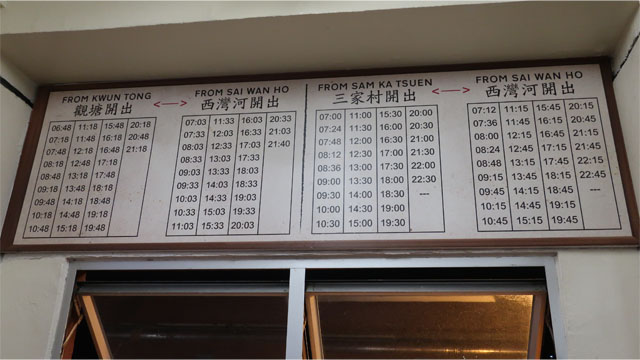 FROM KWUN TONG
觀塘開出
06:48 11:18 15:48 20:18
07:18 11:48 16:18 20:48
07:48 12:18 16:48 21:18
08:18 12:48 17:18
08:48 13:18 17:48
09:18 13:48 18:18
09:48 14:18 18:48
10:18 14:48 19:18
10:48 15:18 19:48
FROM SAI WAN HO
西灣河開出
07:03 11:33 16:03 20:33
07:33 12:03 16:33 21:03
08:03 12:33 17:03 21:40
08:33 13:03 17:33
09:03 13:33 18:03
09:33 14:03 18:33
10:03 14:33 19:03
10:33 15:03 19:33
11:03 15:33 20:03
FROM SAM KA TSUEN
三家村開出
07:00 11:00 15:30 20:00
07:24 11:30 16:00 20:30
07:48 12:00 16:30 21:00
08:12 12:30 17:00 21:30
08:36 13:00 17:30 22:00
09:00 13:30 18:00 22:30
09:30 14:00 18:30 ---
10:00 14:30 19:00
10:30 15:00 19:30
FROM SAI WAN HO
西灣河開出
07:12 11:15 15:45 20:15
07:36 11:45 16:15 20:45
08:00 12:15 16:45 21:15
08:24 12:45 17:15 21:45
08:48 13:15 17:45 22:15
09:15 13:45 18:15 22:45
09:45 14:15 18:45 ---
10:15 14:45 19:15
10:45 15:15 19:45